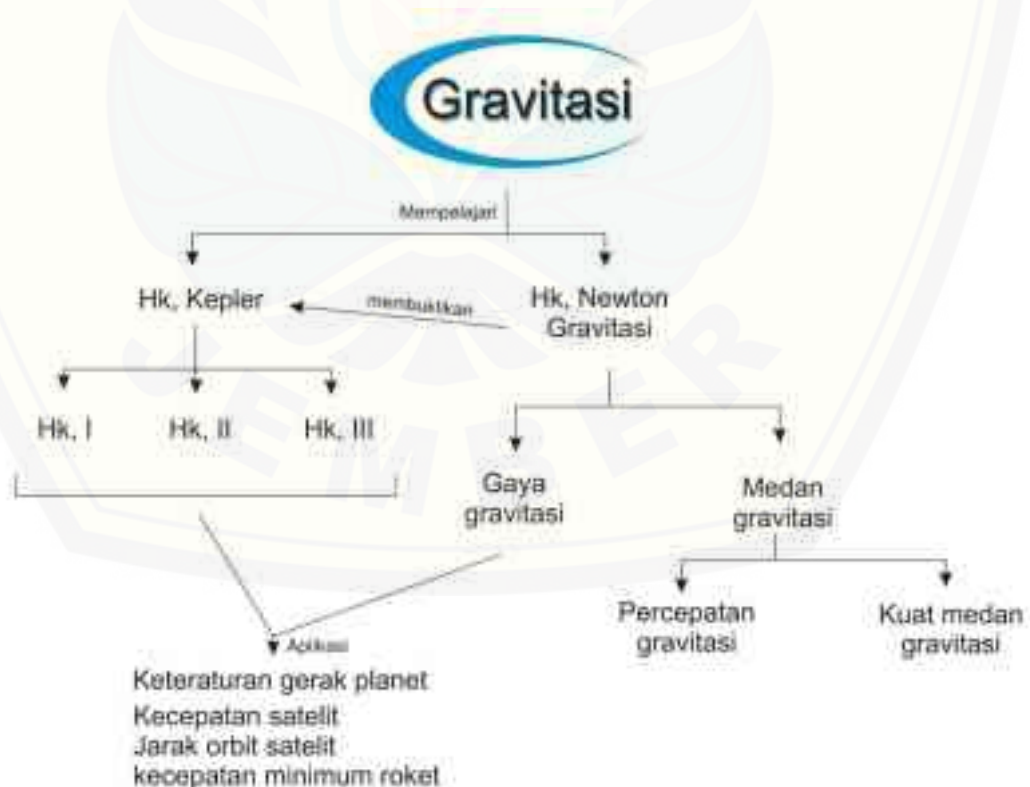 Gravitasi
Mempelajari
Hk, Kepler
membuktikan
Hk, Newton
Gravitasi
Hk, I
Hk, II
Hk, III
Gaya
gravitasi
Medan
gravitasi
Percepatan
gravitasi
Kuat medan
gravitasi
Aplikasi
Keteraturan gerak planet
Kecepatan satelit
Jarak orbit satelit
kecepatan minimum roket
JEMBER